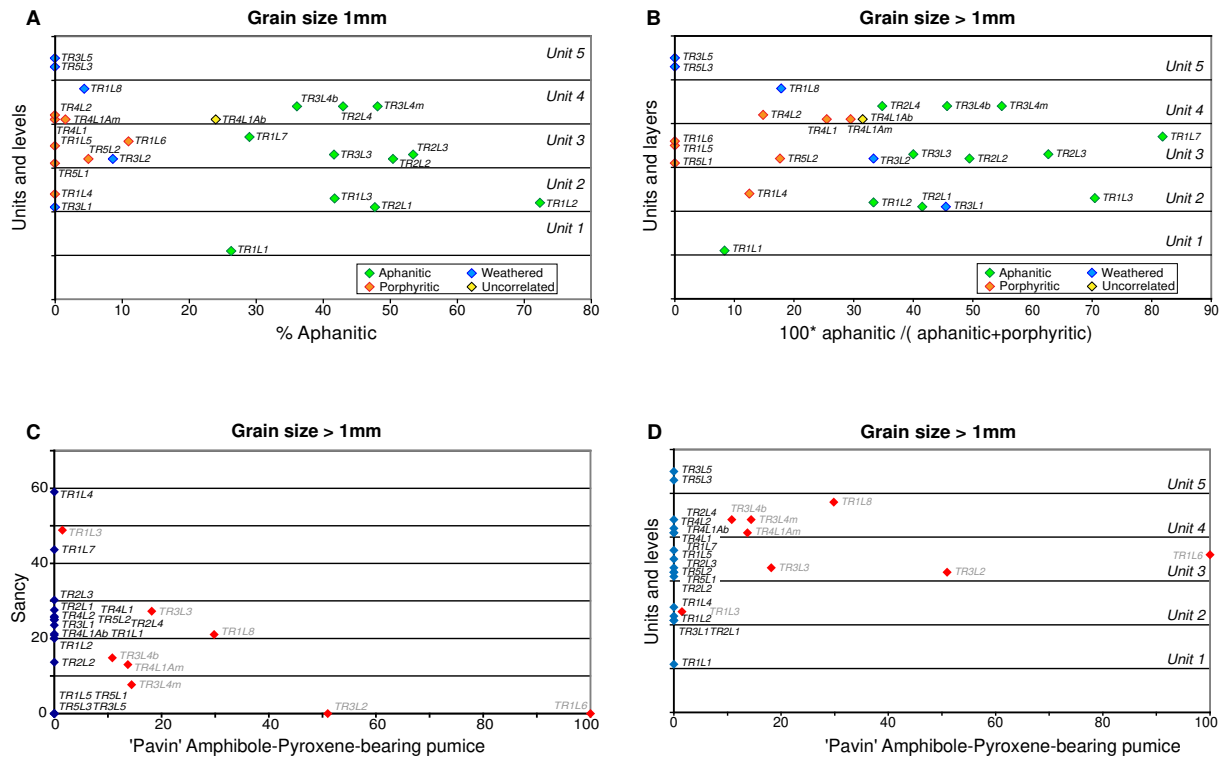 A
Grain size 1mm
Units and levels
TR3L5
TR5L3
Unit 5
TR1L8
TR3L4b
TR3L4m
Unit 4
TR4L2
TR2L4
TR4L1Am
TR4L1Ab
TR4L1
TR1L5
TR1L6
TR1L7
Unit 3
TR5L2
TR3L2
TR3L3
TR2L3
TR2L2
TR5L1
TR1L4
Unit 2
TR3L1
TR1L3
TR2L1
TR1L2
Unit 1
TR1L1
Aphanitic Weathered
Porphyritic Uncorrelated
0 10 20 30 40 50 60 70 80
% Aphanitic
B
Grain size > 1mm
Units and layers
TR3L5
TR5L3
Unit 5
TR1L8
TR2L4
TR3L4b
TR3L4m
Unit 4
TR4L2
TR4L1Ab
TR4L1
TR4L1Am
TR1L6
TR1L7
TR1L5
TR5L1
TR5L2
TR3L2
TR3L3
TR2L2
TR2L3
Unit 3
TR1L4
TR1L2
TR2L1
TR3L1
TR1L3
Unit 2
Unit 1
TR1L1
Aphanitic Weathered
Porphyritic Uncorrelated
0 10 20 30 40 50 60 70 80 90
100* aphanitic /( aphanitic+porphyritic)
C
Grain size > 1mm
Sancy
60
40
20
0
TR1L4
TR1L3
TR1L7
TR2L3
TR2L1 TR4L1
TR3L3
TR4L2 TR5L2
TR3L1 TR2L4
TR4L1Ab TR1L1
TR1L8
TR1L2
TR3L4b
TR2L2
TR4L1Am
TR3L4m
TR1L5 TR5L1
TR5L3 TR3L5
TR3L2
TR1L6
0 20 40 60 80 100
'Pavin' Amphibole-Pyroxene-bearing pumice
D
Grain size > 1mm
Units and levels
TR3L5
TR5L3
Unit 5
TR1L8
TR3L4b
TR2L4
TR4L2
TR3L4m
TR4L1Ab
TR4L1Am
Unit 4
TR4L1
TR1L7
TR1L5
TR1L6
TR2L3
TR3L3
TR5L2
TR3L2
Unit 3
TR5L1
TR2L2
TR1L4
TR1L3
TR1L2
Unit 2
TR3L1 TR2L1
TR1L1
Unit 1
0 20 40 60 80 100
'Pavin' Amphibole-Pyroxene-bearing pumice